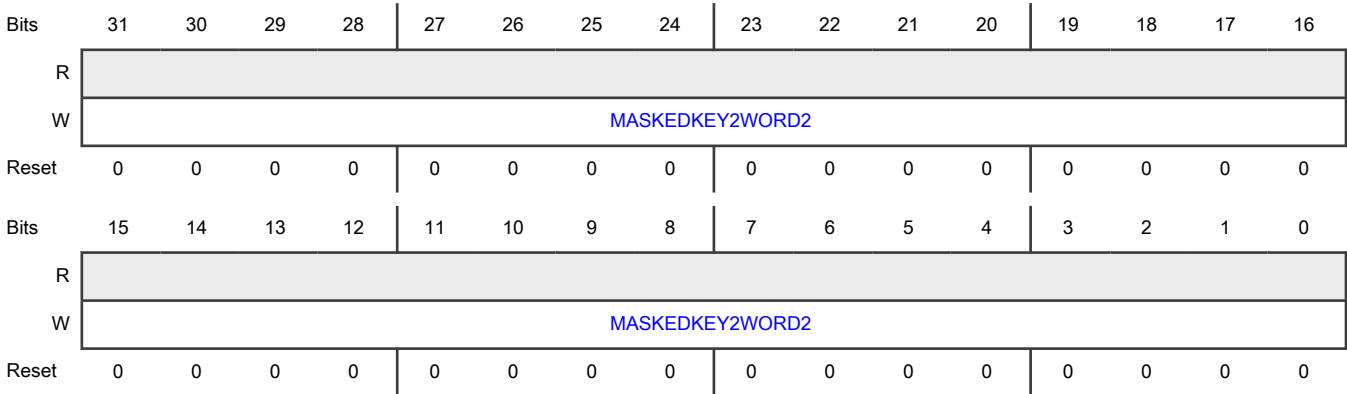 Bits 31 30 29 28 27 26 25 24 23 22 21 20 19 18 17 16
R
W MASKEDKEY2WORD2
Reset 0 0 0 0 0 0 0 0 0 0 0 0 0 0 0 0
Bits 15 14 13 12 11 10 9 8 7 6 5 4 3 2 1 0
R
W MASKEDKEY2WORD2
Reset 0 0 0 0 0 0 0 0 0 0 0 0 0 0 0 0